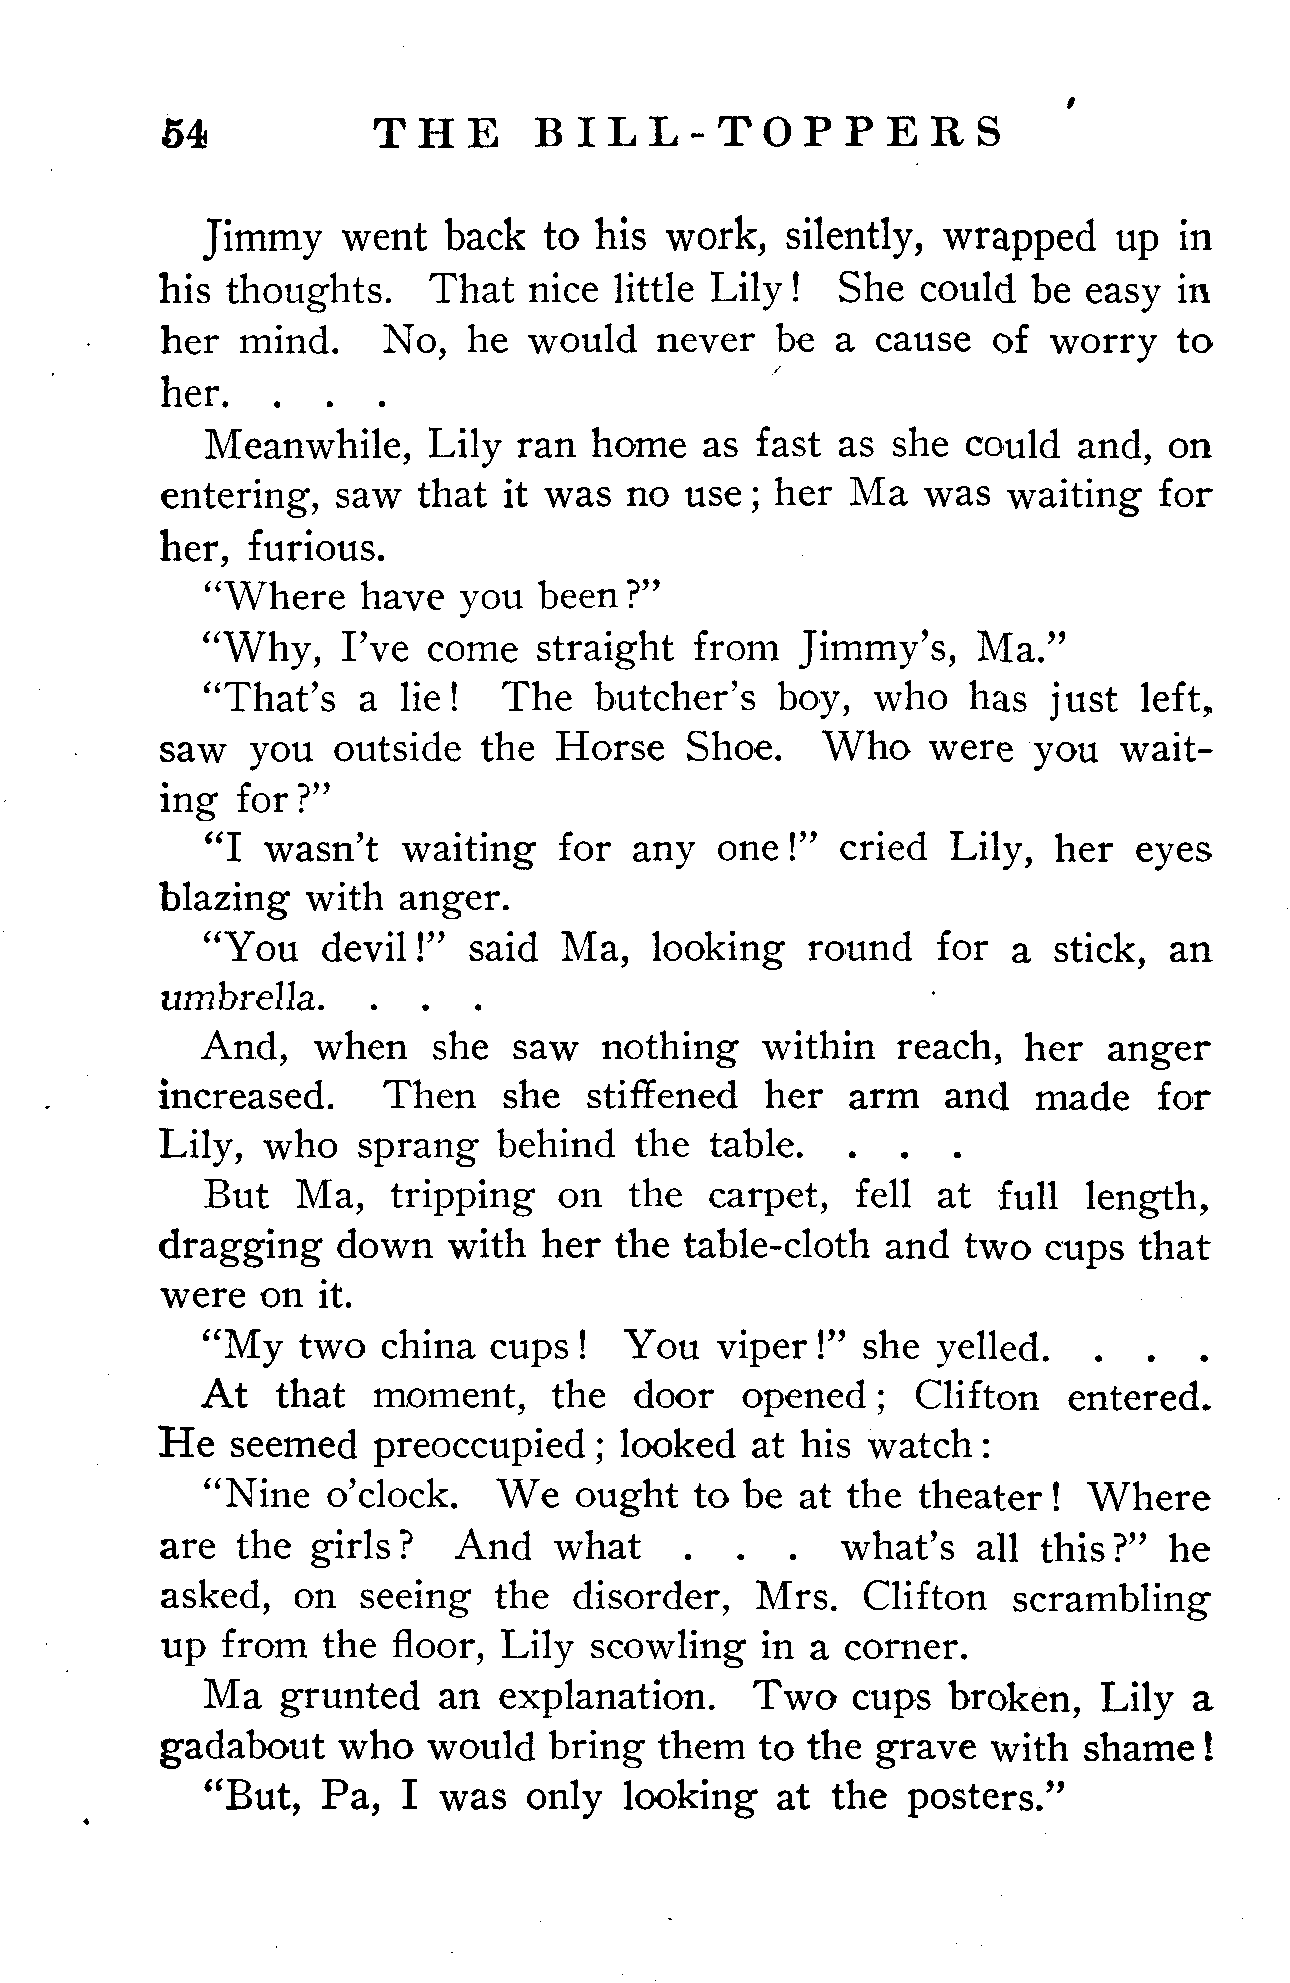 54 THE BILL-TOPPERS
Jimmy went back to his work, silently, wrapped up in
his thoughts. That nice little Lily! She could be easy in
her mind. No, he would never be a cause of worry to
her. . . .
Meanwhile, Lily ran home as fast as she could and, on
entering, saw that it was no use; her Ma was waiting for
her, furious.
"Where have you been?"
"Why, I've come straight from Jimmy's, Ma."
"That's a lie! The butcher's boy, who has just left,
saw you outside the Horse Shoe. Who were you wait-
ing for?"
"I wasn't waiting for any one!" cried Lily, her eyes
blazing with anger.
"You devil!" said Ma, looking round for a stick, an
umbrella. . . .
And, when she saw nothing within reach, her anger
increased. Then she stiffened her arm and made for
Lily, who sprang behind the table. . . .
But Ma, tripping on the carpet, fell at full length,
dragging down with her the table-cloth and two cups that
were on it.
"My two china cups! You viper!" she yelled. . . .
At that moment, the door opened; Clifton entered.
He seemed preoccupied; looked at his watch:
"Nine o'clock. We ought to be at the theater! Where
are the girls? And what . . . what's all this?" he
asked, on seeing the disorder, Mrs. Clifton scrambling
up from the floor, Lily scowling in a corner.
Ma grunted an explanation. Two cups broken, Lily a
gadabout who would bring them to the grave with shame!
"But, Pa, I was only looking at the posters."